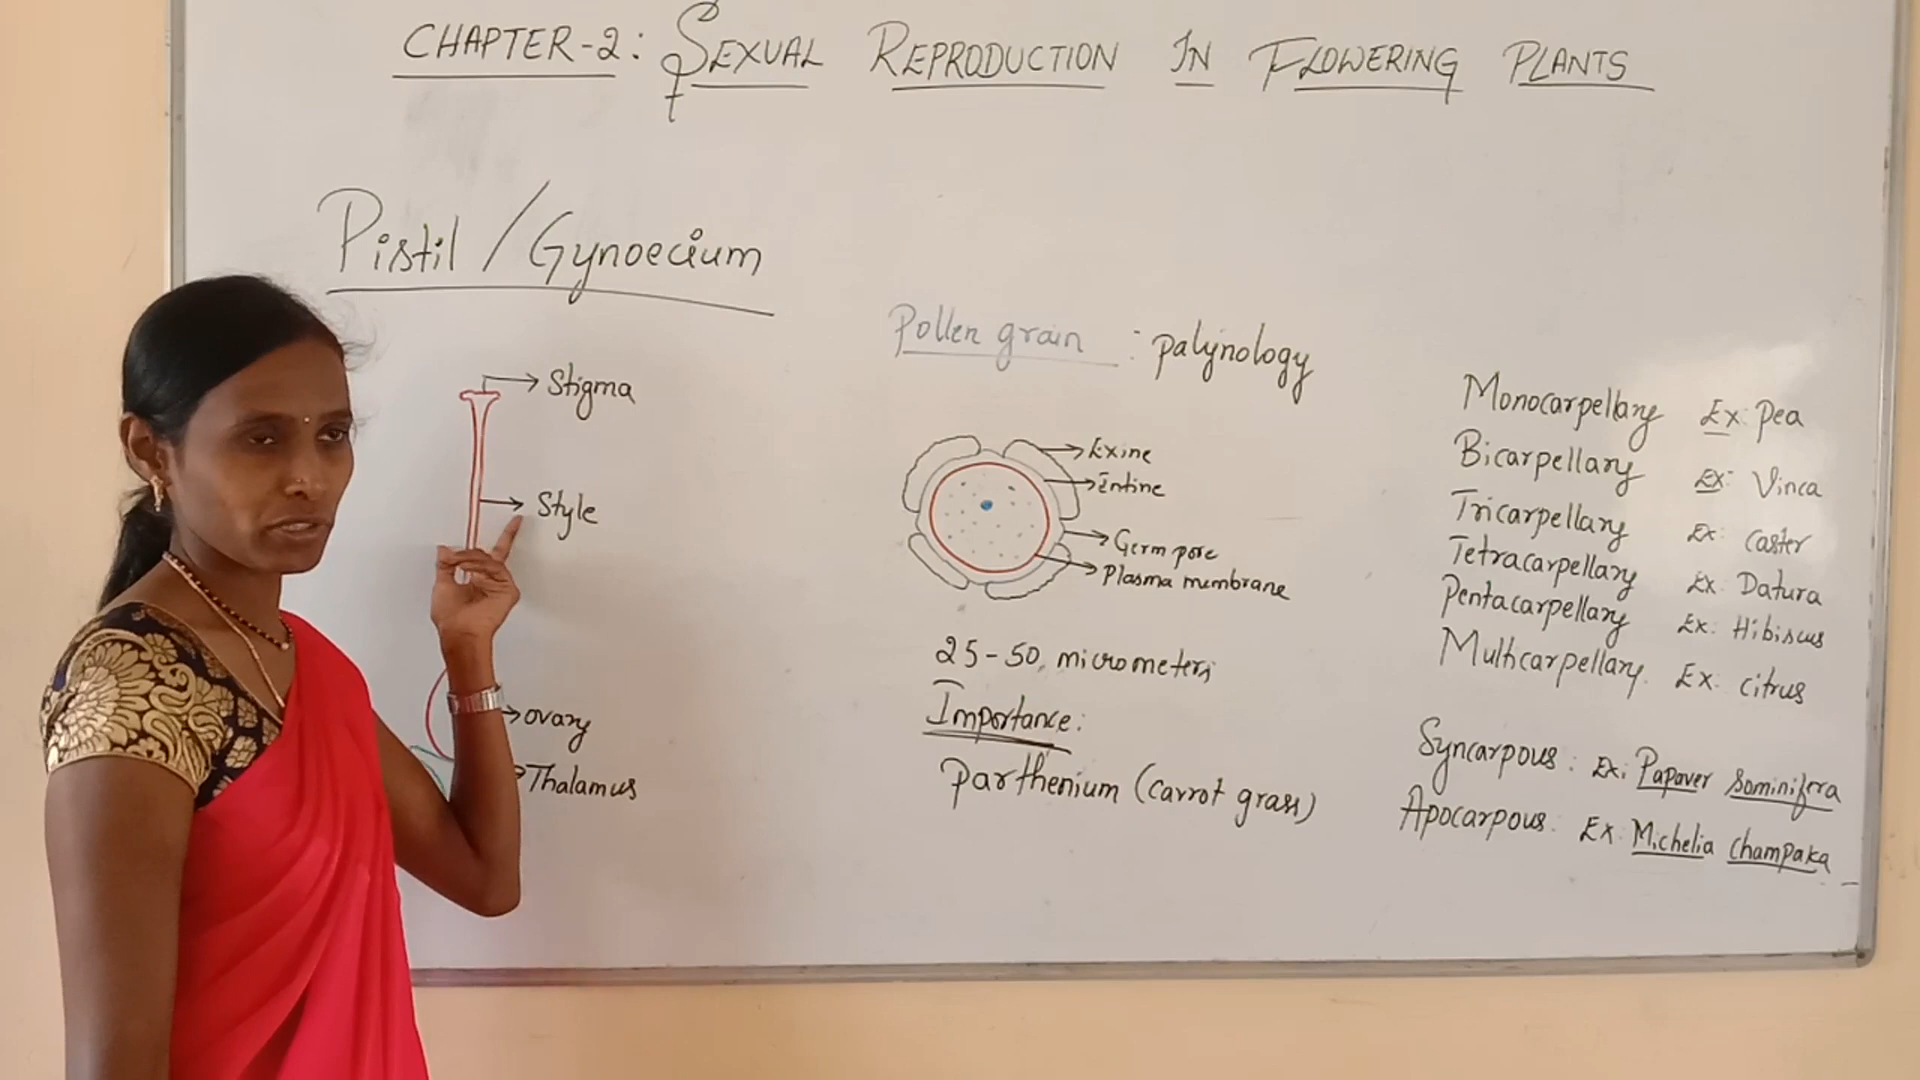 CHAPTER-2: SEXUAL REPRODUCTION IN FLOWERING PLANTS
Pistil / Gynoecium
Stigma
Style
ovary
Thalamus
Pollen grain : palynology
Exine
Intine
Germ pore
Plasma membrane
25-50 micrometers
Importance:
Parthenium (carrot grass)
Monocarpellary Ex: Pea
Bicarpellary Ex: Vinca
Tricarpellary Ex: Caster
Tetracarpellary Ex: Datura
Pentacarpellary Ex: Hibiscus
Multicarpellary. Ex: citrus
Syncarpous: Ex: Papaver Sominifera
Apocarpous: Ex: Michelia Champaka